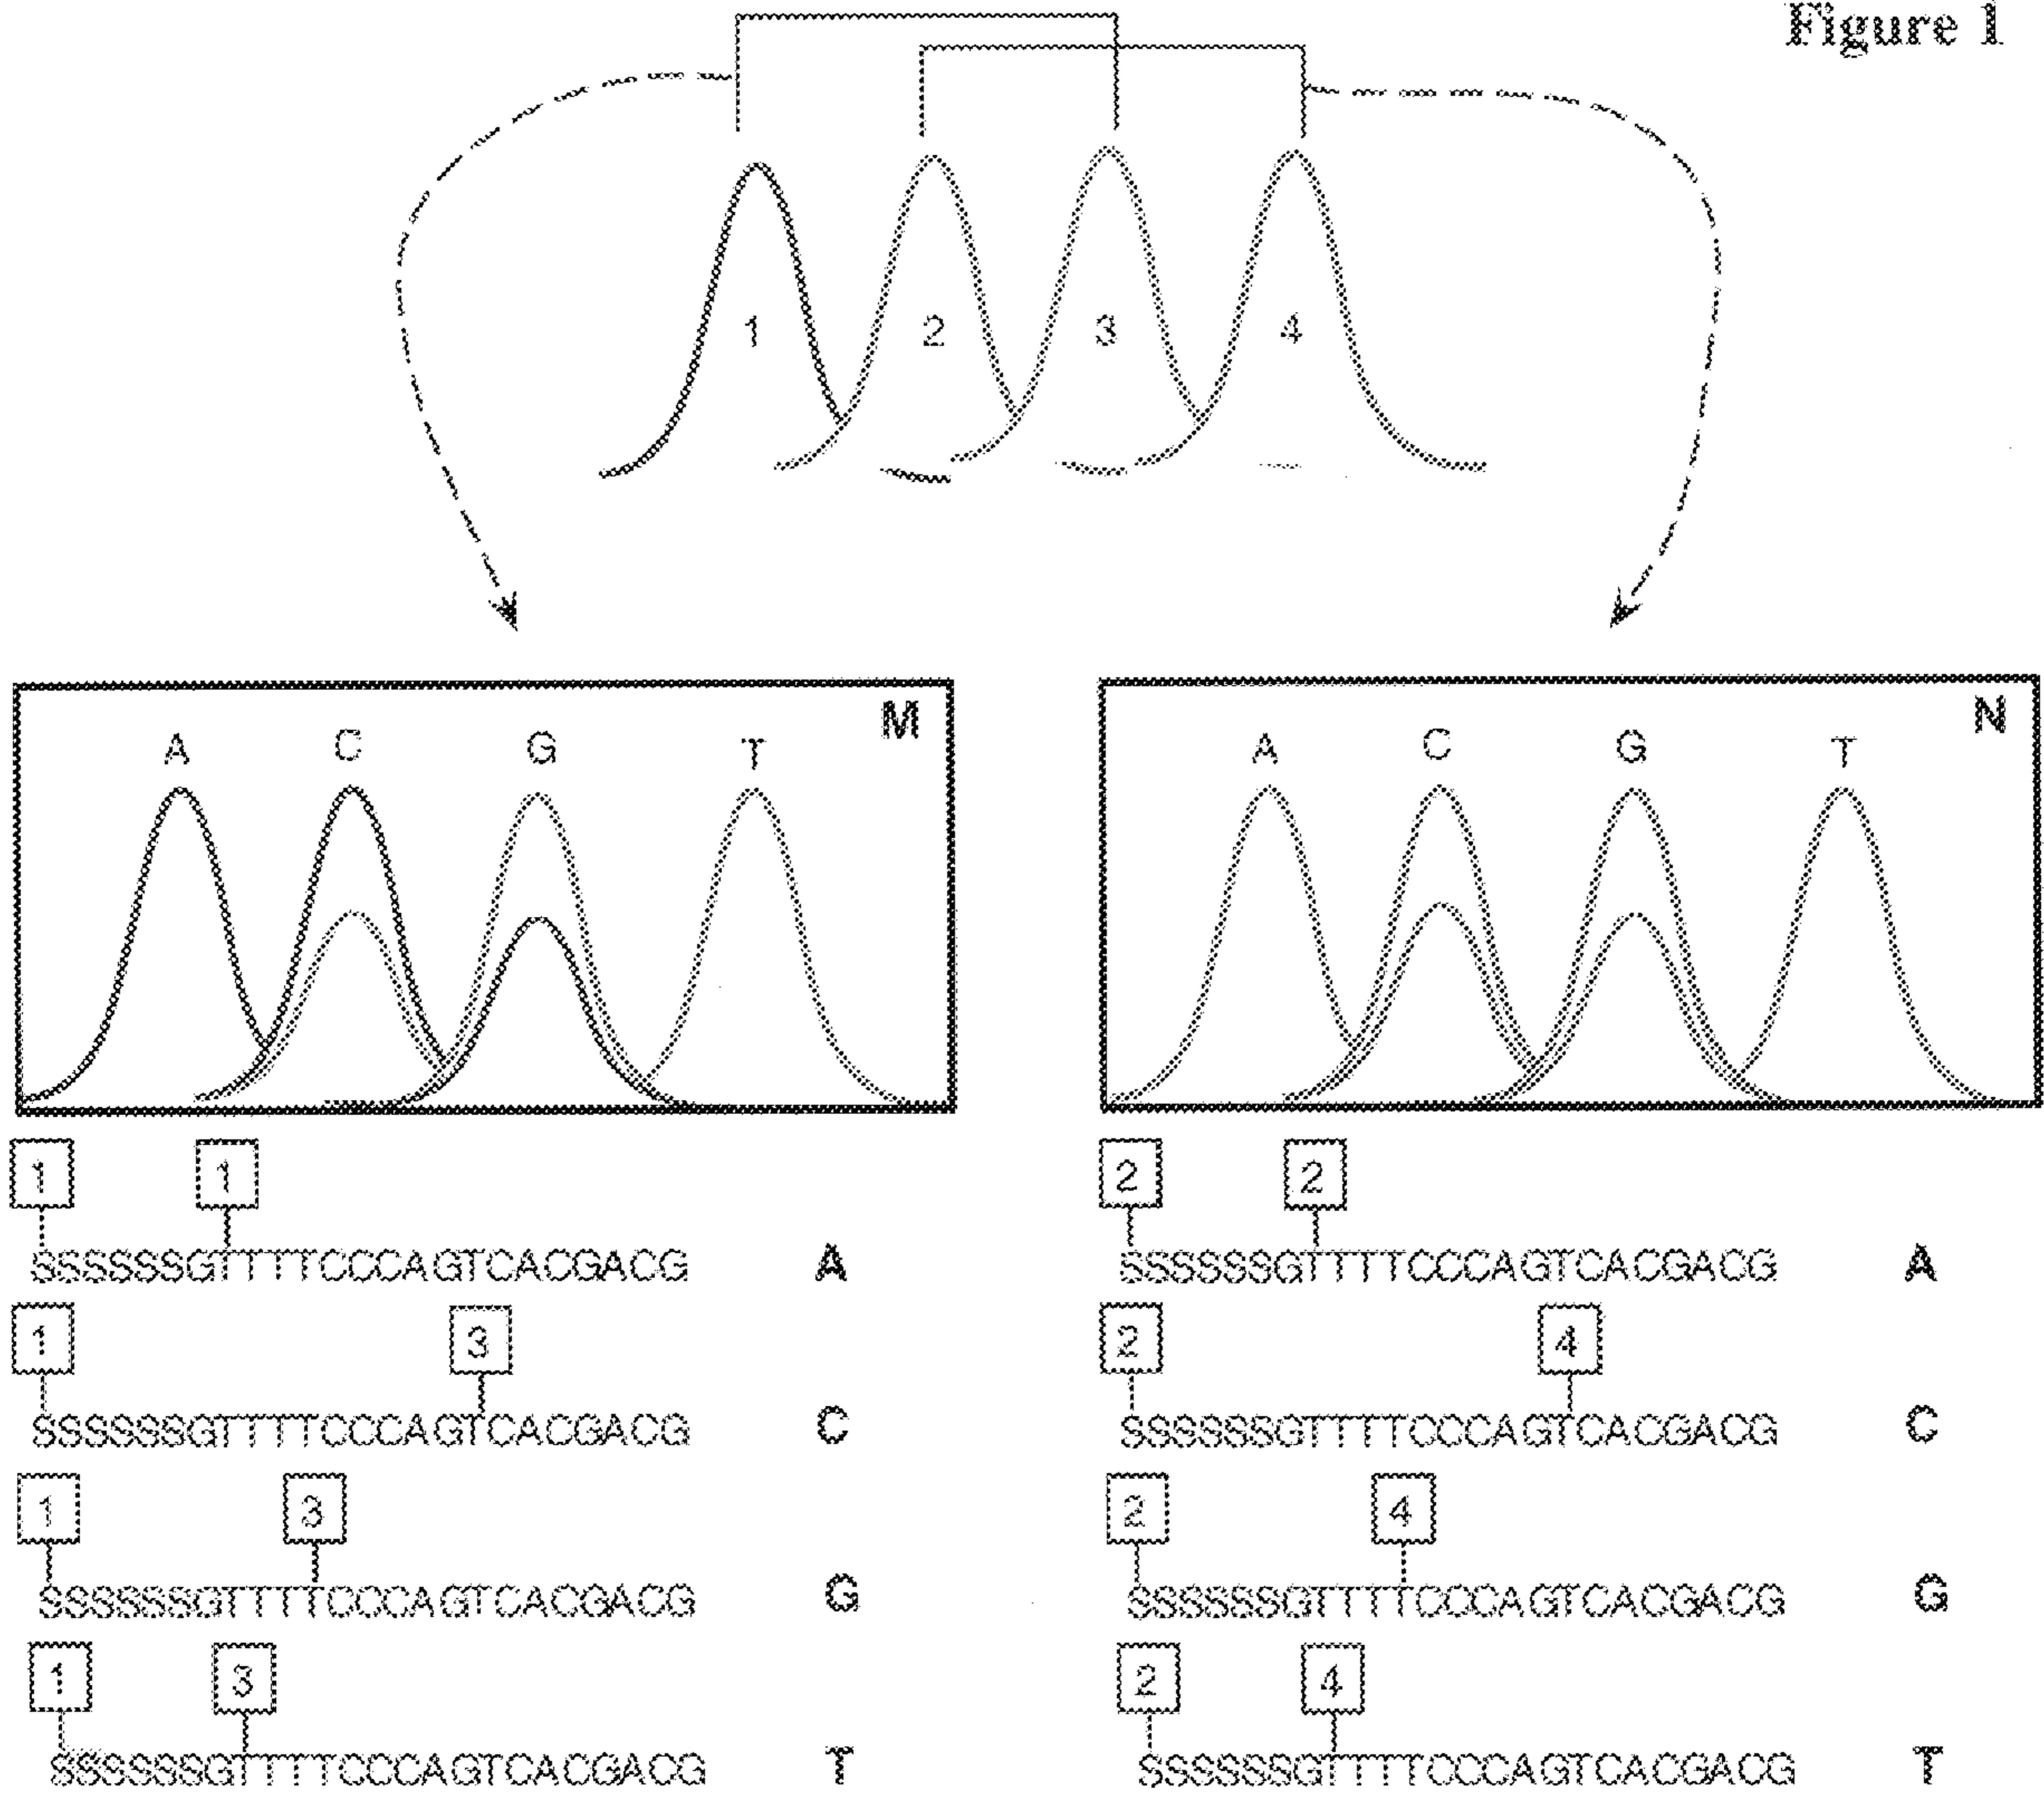 Figure 1
1 2 3 4
M
A C G T
N
A C G T
1 1
SSSSSSGTTTTCCCAGTCACGACG A
1 3
SSSSSSGTTTTCCCAGTCACGACG C
1 3
SSSSSSGTTTTCCCAGTCACGACG G
1 3
SSSSSSGTTTTCCCAGTCACGACG T
2 2
SSSSSSGTTTTCCCAGTCACGACG A
2 4
SSSSSSGTTTTCCCAGTCACGACG C
2 4
SSSSSSGTTTTCCCAGTCACGACG G
2 4
SSSSSSGTTTTCCCAGTCACGACG T